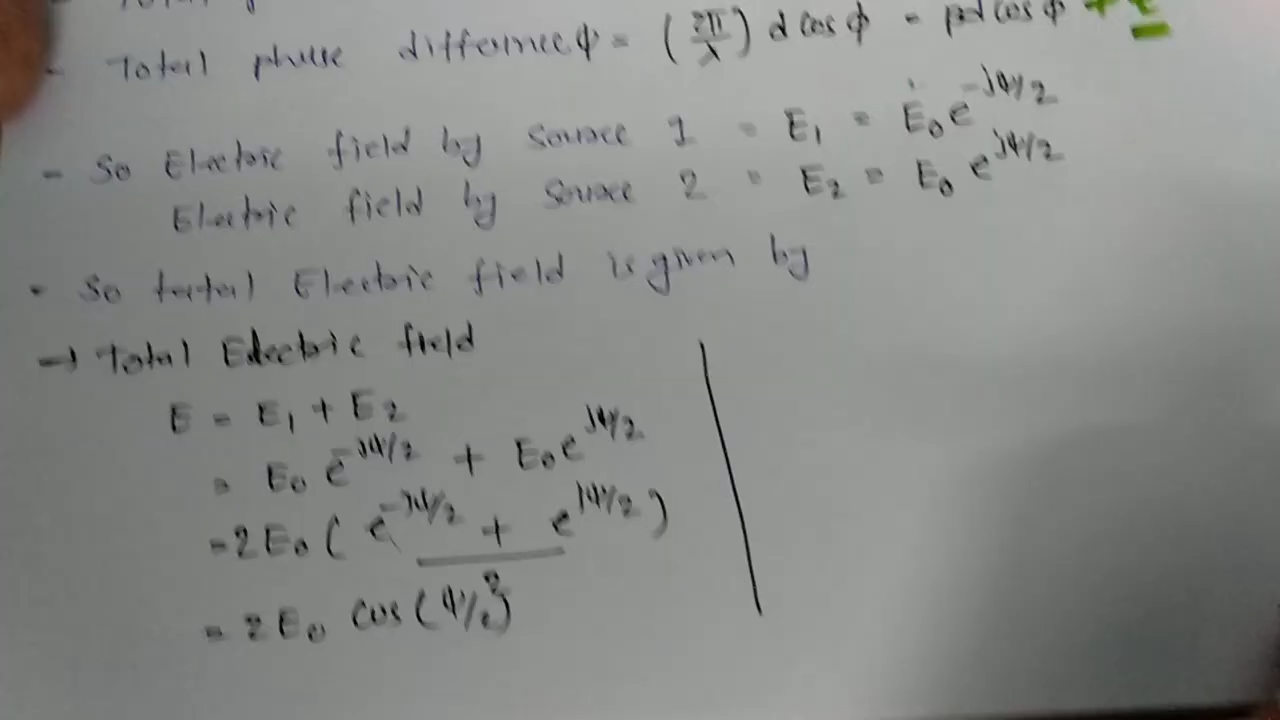 - Total phase difference ψ = (2π/λ) d cos ϕ = βd cos ϕ +
- So Electric field by source 1 = E₁ = E₀ e^-jψ/2
Electric field by source 2 = E₂ = E₀ e^jψ/2
- So total Electric field is given by
→ Total Electric field
E = E₁ + E₂
= E₀ e^-jψ/2 + E₀ e^jψ/2
= 2E₀ ( e^-jψ/2 + e^jψ/2 )
= 2E₀ cos (ψ/2)